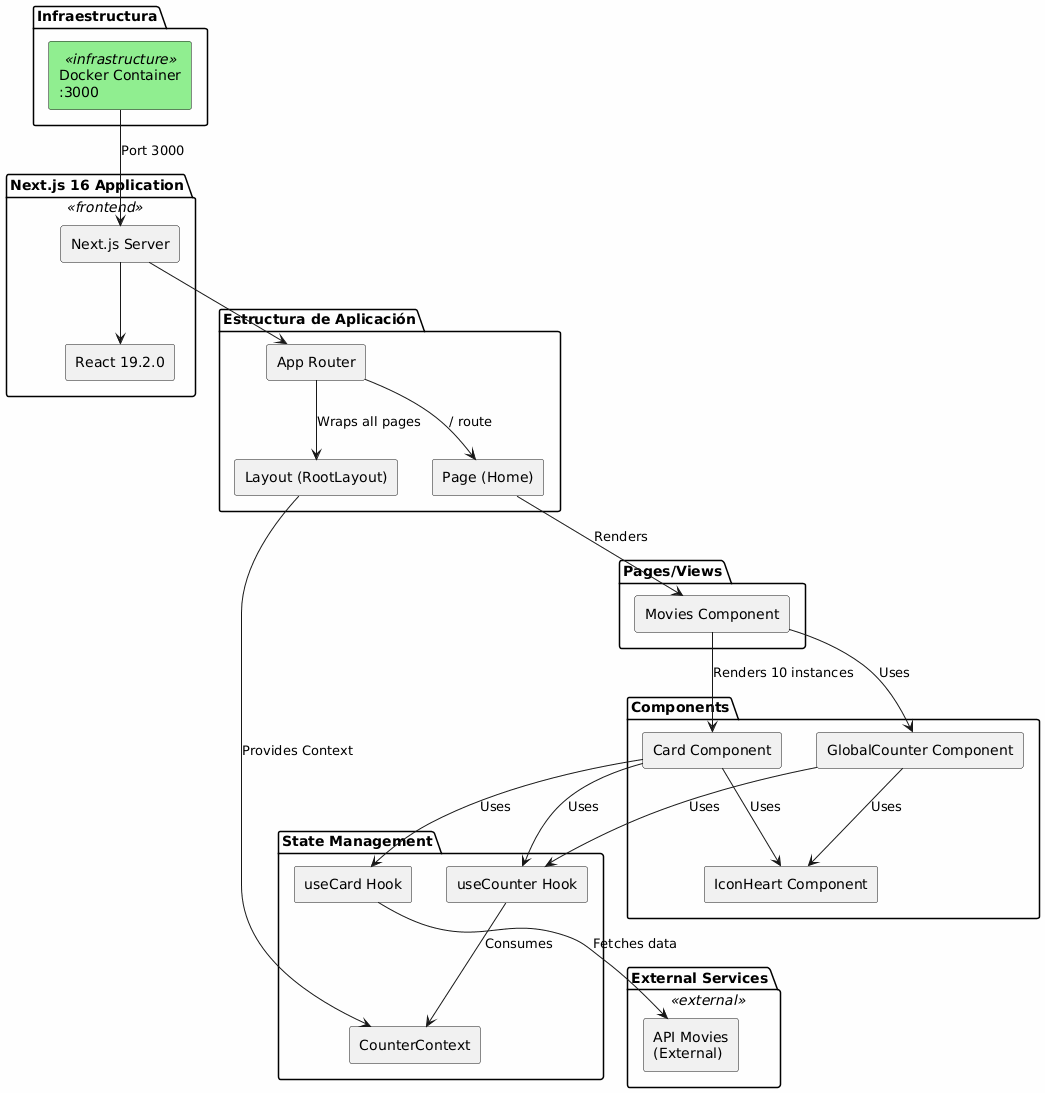 Infraestructura
«infrastructure»
Docker Container
:3000
Port 3000
Next.js 16 Application
«frontend»
Next.js Server
React 19.2.0
Estructura de Aplicación
App Router
Wraps all pages
/ route
Layout (RootLayout)
Page (Home)
Renders
Pages/Views
Movies Component
Renders 10 instances
Uses
Components
Card Component
GlobalCounter Component
Provides Context
Uses
Uses
Uses
Uses
Uses
State Management
useCard Hook
useCounter Hook
IconHeart Component
Consumes
Fetches data
External Services
«external»
CounterContext
API Movies
(External)